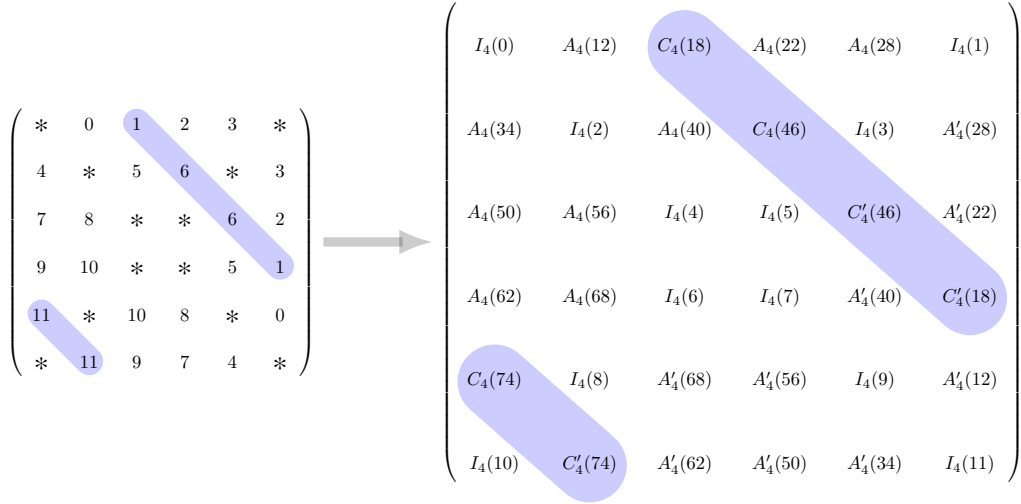 * 0 1 2 3 *
4 * 5 6 * 3
7 8 * * 6 2
9 10 * * 5 1
11 * 10 8 * 0
* 11 9 7 4 *
I₄(0) A₄(12) C₄(18) A₄(22) A₄(28) I₄(1)
A₄(34) I₄(2) A₄(40) C₄(46) I₄(3) A′₄(28)
A₄(50) A₄(56) I₄(4) I₄(5) C′₄(46) A′₄(22)
A₄(62) A₄(68) I₄(6) I₄(7) A′₄(40) C′₄(18)
C₄(74) I₄(8) A′₄(68) A′₄(56) I₄(9) A′₄(12)
I₄(10) C′₄(74) A′₄(62) A′₄(50) A′₄(34) I₄(11)